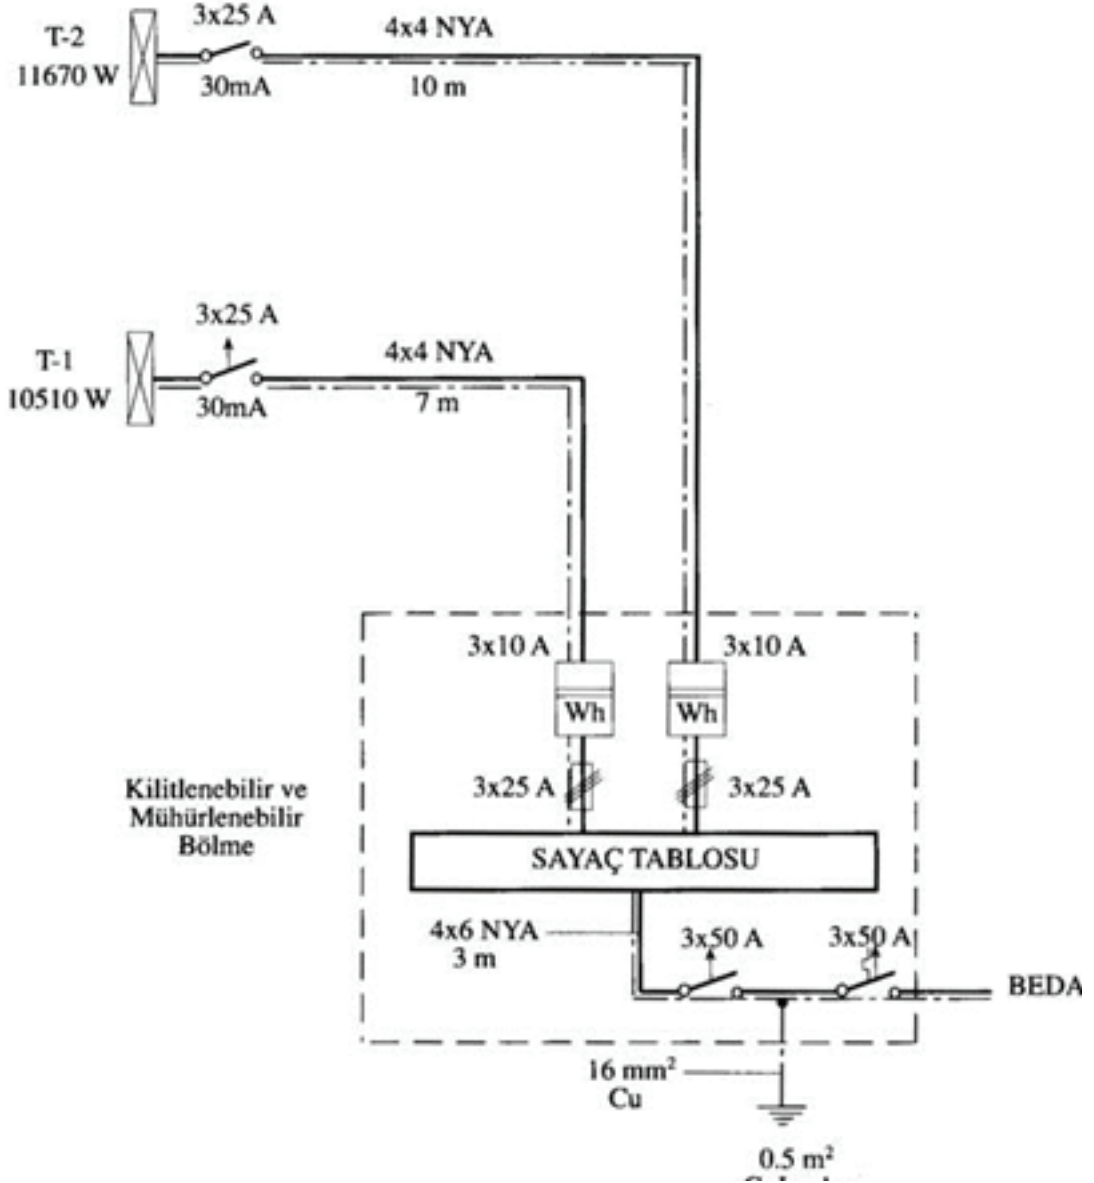 3x25 A
T-2
11670 W
30mA
4x4 NYA
10 m
3x25 A
T-1
10510 W
30mA
4x4 NYA
7 m
3x10 A
3x10 A
Wh
Wh
3x25 A
3x25 A
Kilitlenebilir ve
Mühürlenebilir
Bölme
SAYAÇ TABLOSU
4x6 NYA
3 m
3x50 A
3x50 A
BEDA
16 mm²
Cu
0.5 m²